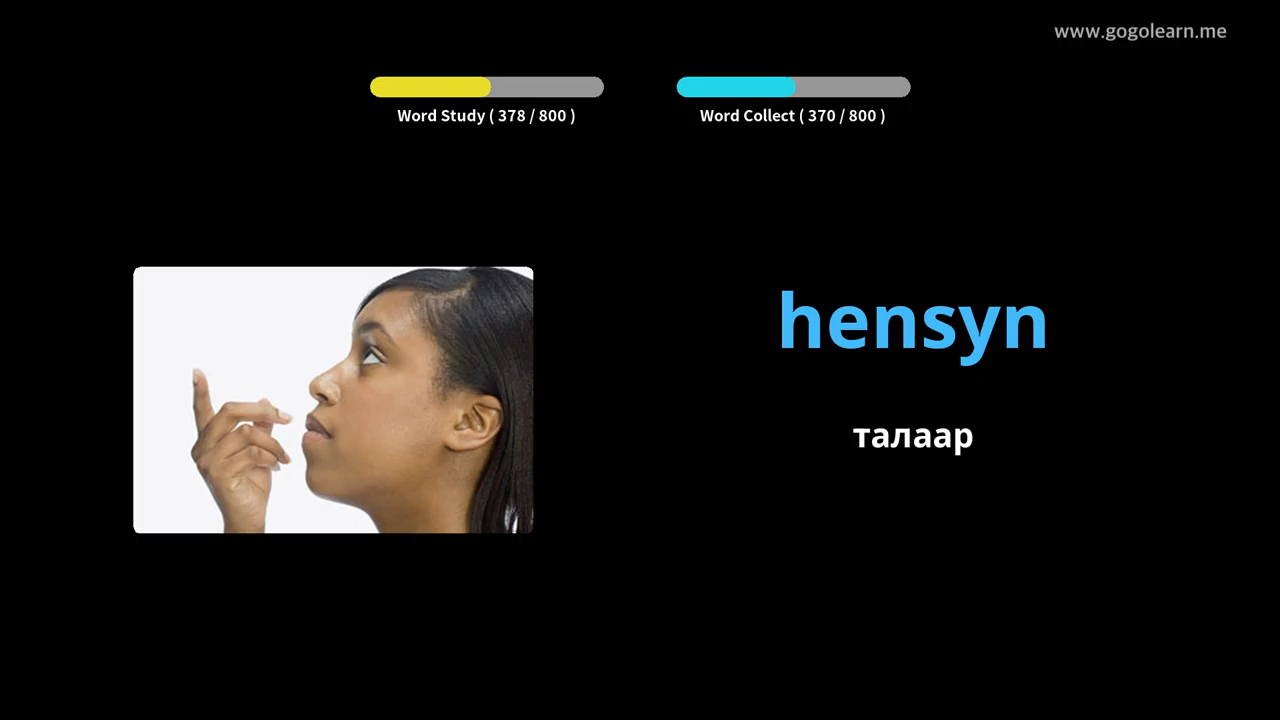 www.gogolearn.me
Word Study ( 378 / 800 )
Word Collect ( 370 / 800 )
hensyn
талаар